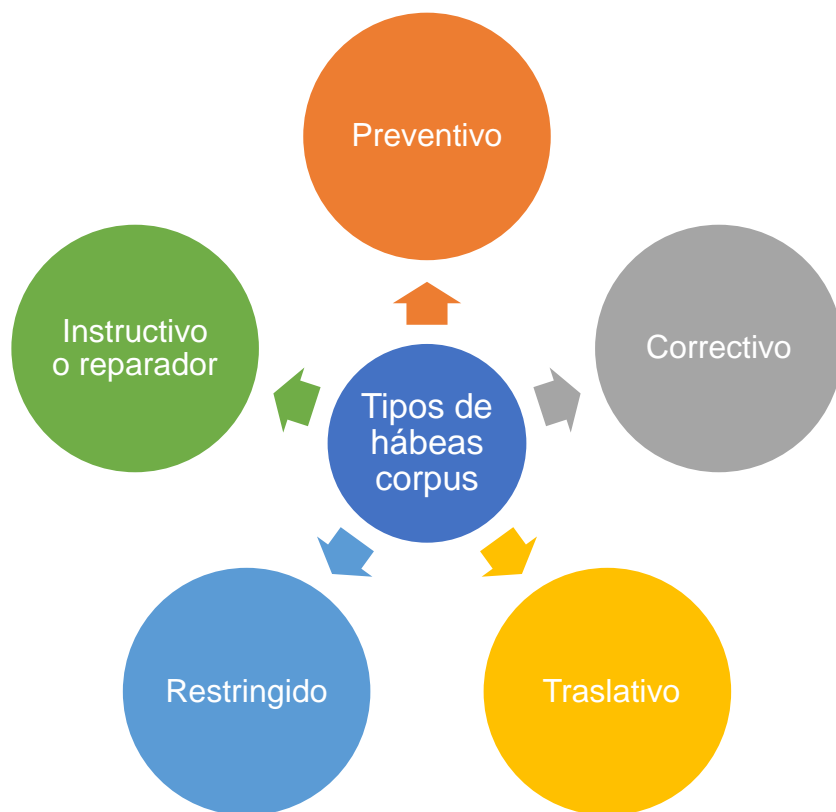 Preventivo
Instructivo
o reparador
Correctivo
Tipos de
hábeas
corpus
Restringido
Traslativo